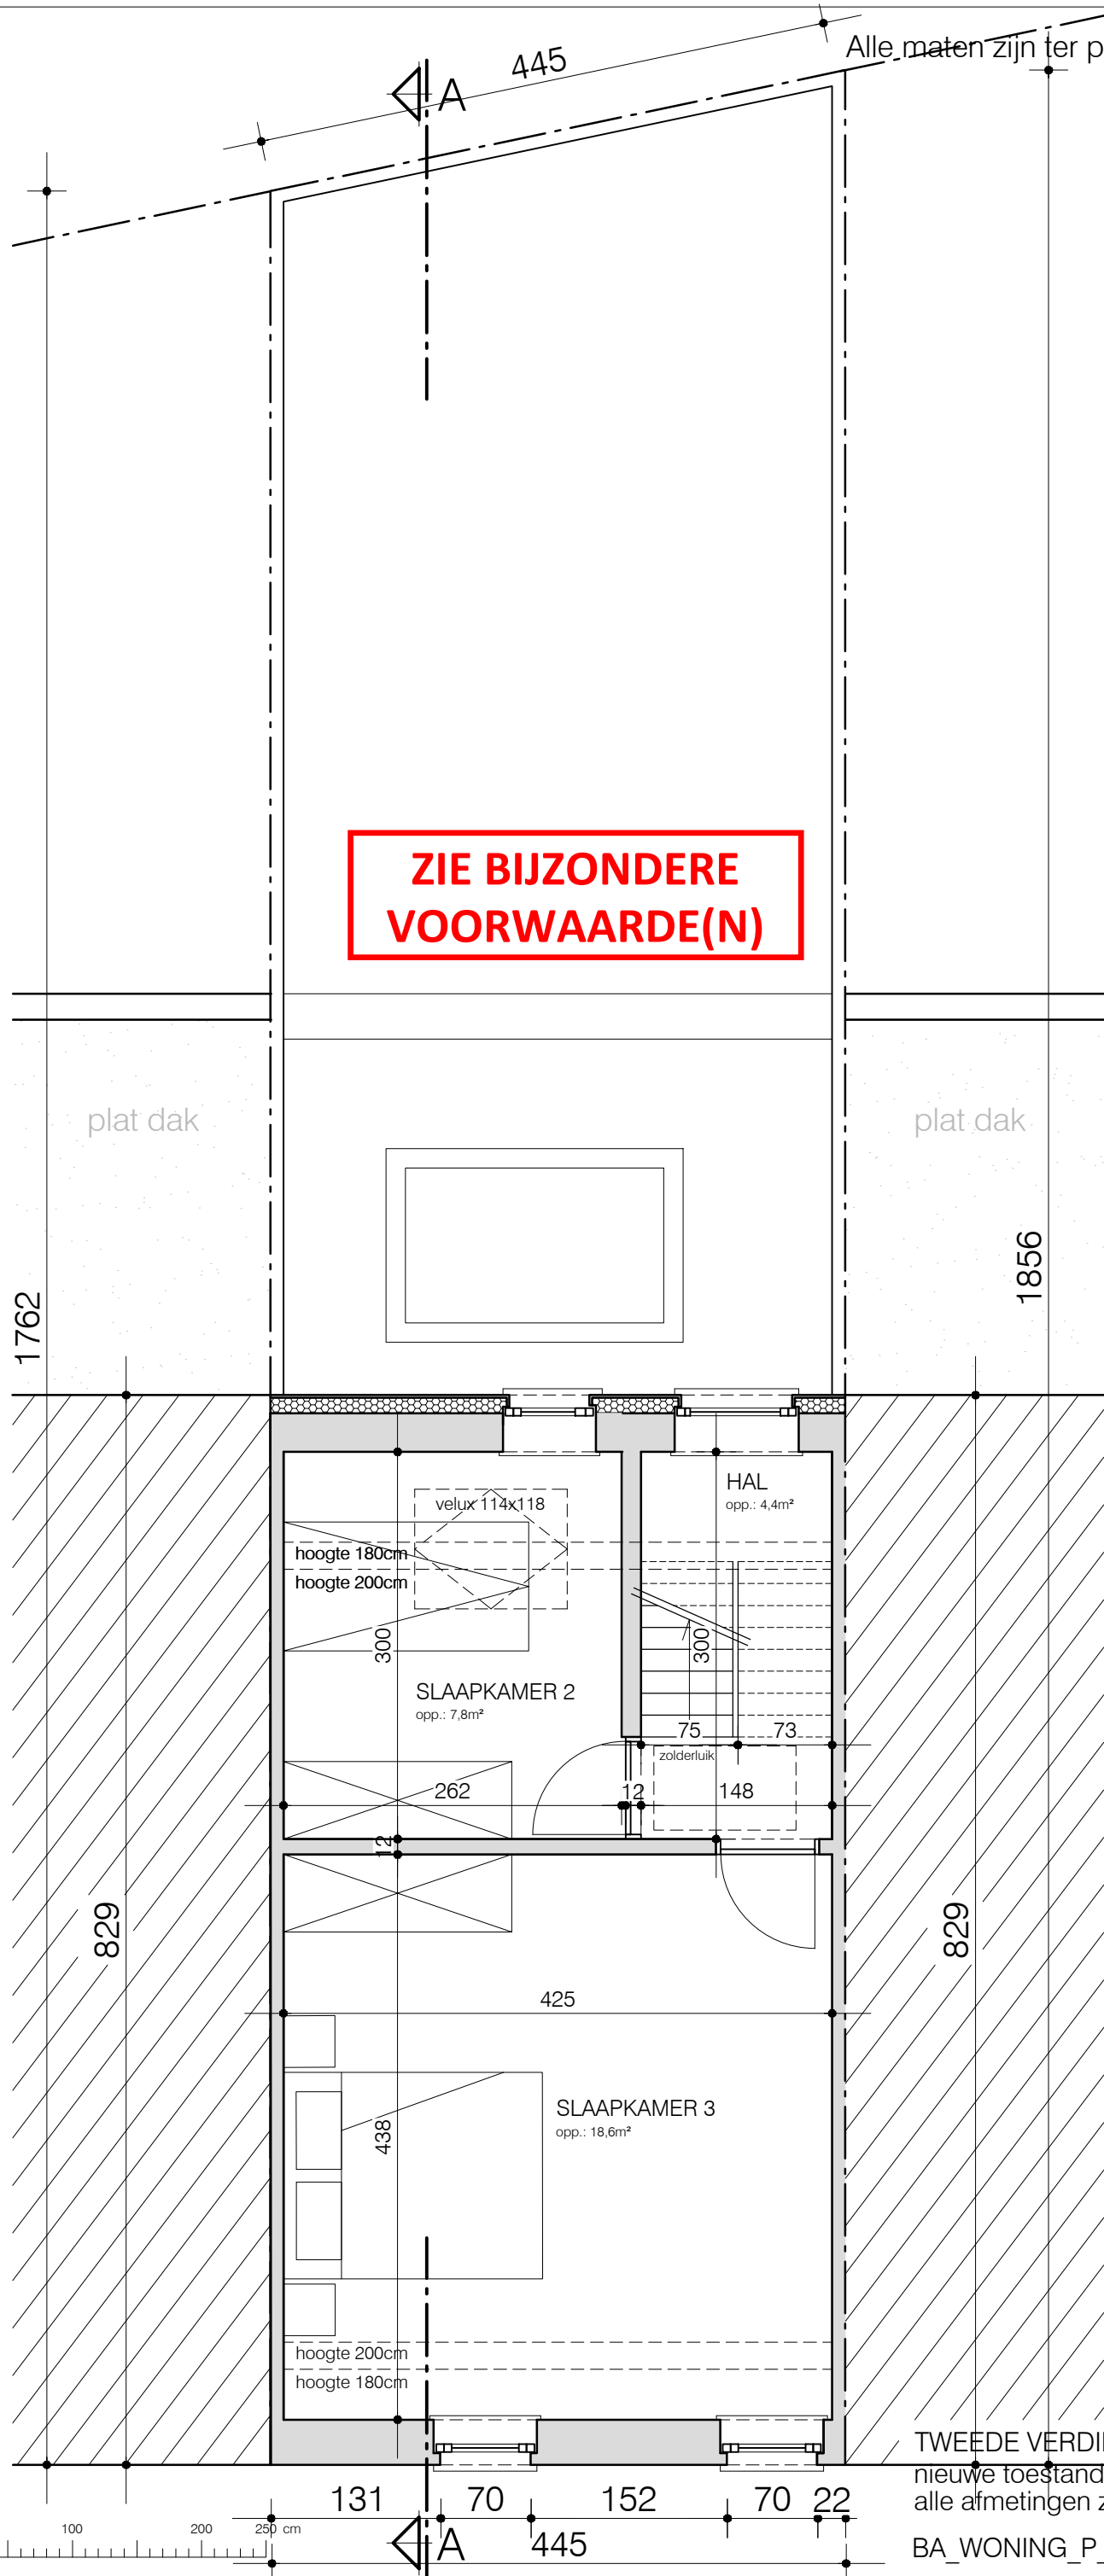 445
Alle maten zijn ter p
A
ZIE BIJZONDERE
VOORWAARDE(N)
plat dak
plat dak
1762
1856
HAL
opp.: 4,4m²
velux 114x118
hoogte 180cm
hoogte 200cm
300
300
SLAAPKAMER 2
opp.: 7,8m²
75
73
zolderluik
262
12
148
12
829
829
425
SLAAPKAMER 3
opp.: 18,6m²
438
hoogte 200cm
hoogte 180cm
TWEEDE VERDI
nieuwe toestand
alle afmetingen z
131
70
152
70
22
100
200
250 cm
A
445
BA_WONING_P_